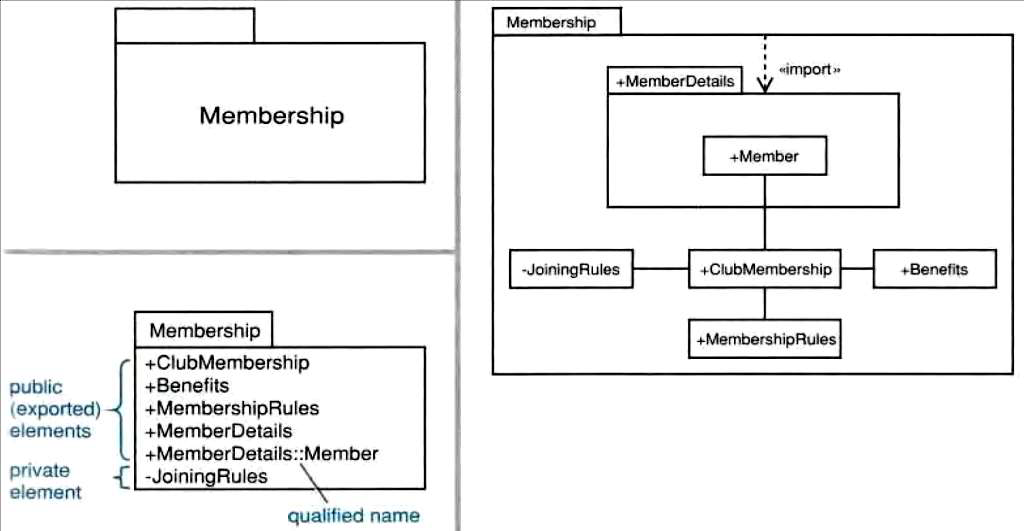 Membership
Membership
+ClubMembership
+Benefits
+MembershipRules
+MemberDetails
+MemberDetails::Member
-JoiningRules
public
(exported)
elements
private
element
qualified name
Membership
«import»
+MemberDetails
+Member
-JoiningRules
+ClubMembership
+Benefits
+MembershipRules